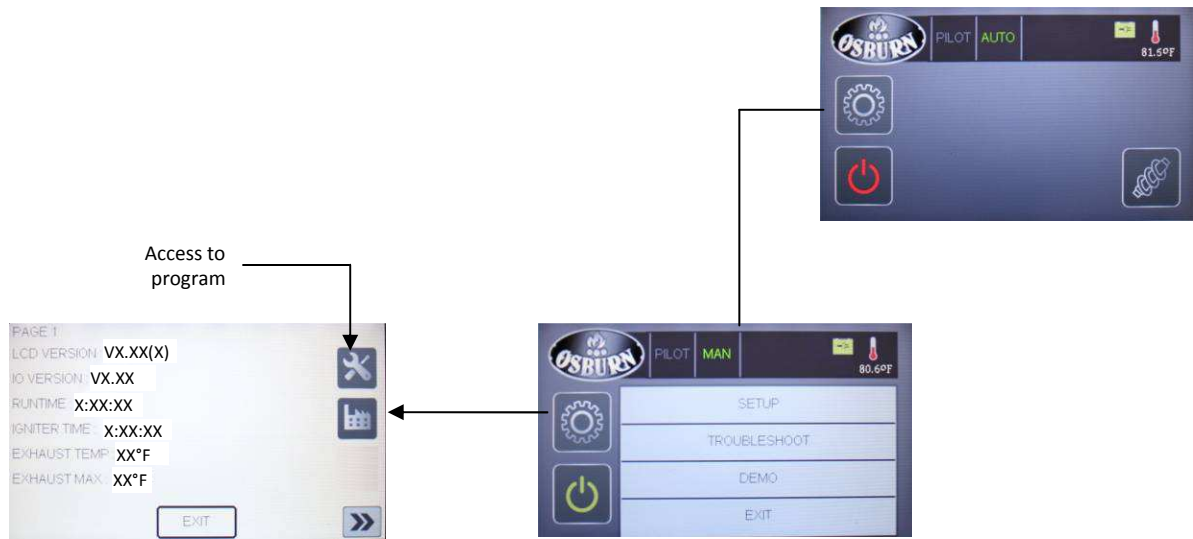 OSBURN PILOT AUTO
81.5ºF
Access to
program
PAGE 1
LCD VERSION: VX.XX(X)
IO VERSION: VX.XX
RUNTIME: X:XX:XX
IGNITER TIME: X:XX:XX
EXHAUST TEMP: XX°F
EXHAUST MAX: XX°F
EXIT
OSBURN PILOT MAN
80.6ºF
SETUP
TROUBLESHOOT
DEMO
EXIT